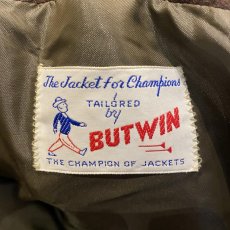 The Jacket for Champions
TAILORED
by
BUTWIN
THE CHAMPION OF JACKETS